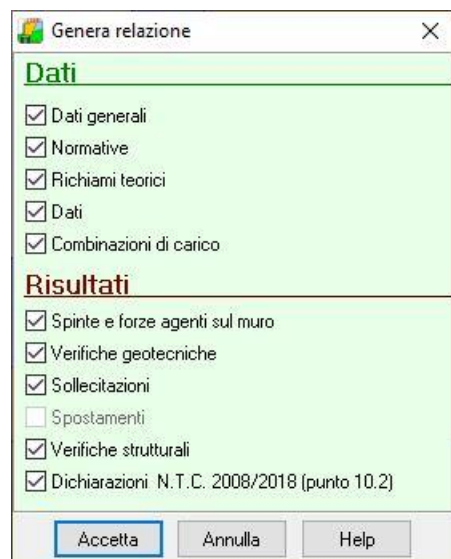 Genera relazione
Dati
Dati generali
Normative
Richiami teorici
Dati
Combinazioni di carico
Risultati
Spinte e forze agenti sul muro
Verifiche geotecniche
Sollecitazioni
Spostamenti
Verifiche strutturali
Dichiarazioni N.T.C. 2008/2018 (punto 10.2)
Accetta Annulla Help